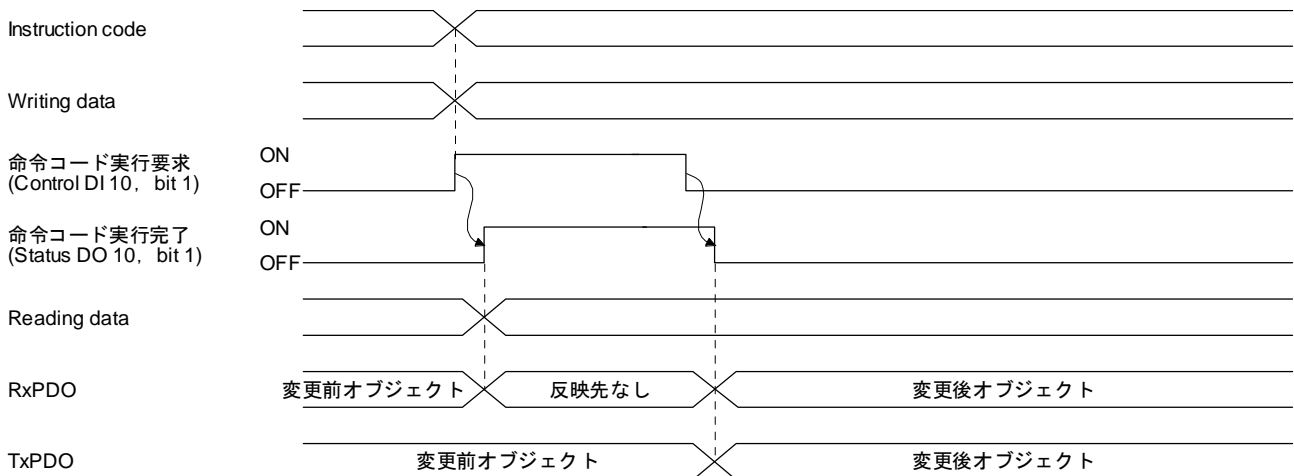 Instruction code
Writing data
命令コード実行要求
(Control DI 10, bit 1)
ON
OFF
命令コード実行完了
(Status DO 10, bit 1)
ON
OFF
Reading data
RxPDO 変更前オブジェクト 反映先なし 変更後オブジェクト
TxPDO 変更前オブジェクト 変更後オブジェクト